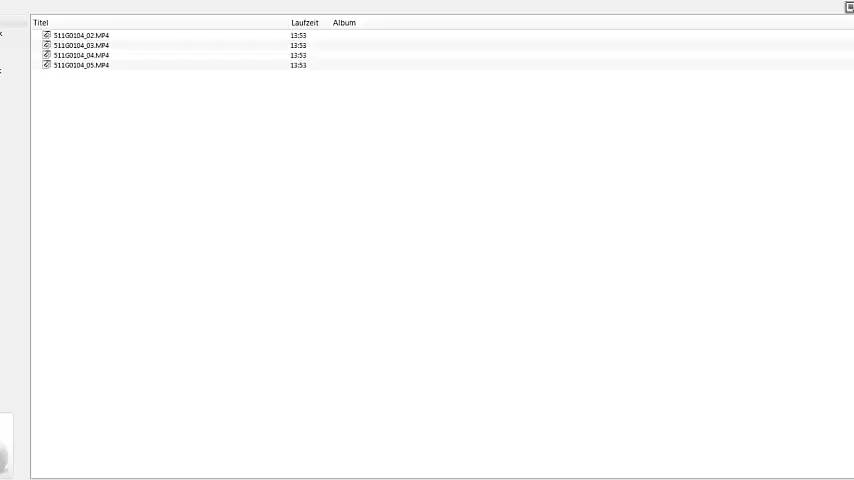 Titel Laufzeit Album
511G0104_02.MP4 13:53
511G0104_03.MP4 13:53
511G0104_04.MP4 13:53
511G0104_05.MP4 13:53